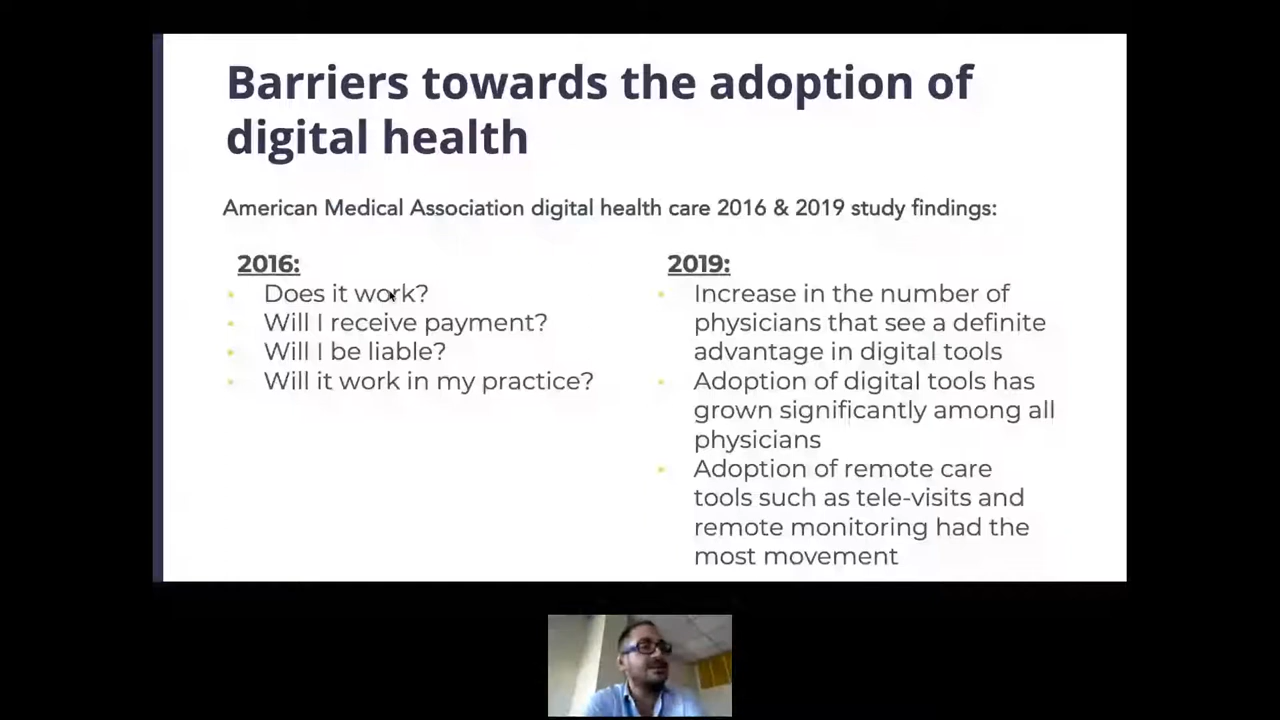 Barriers towards the adoption of
digital health
American Medical Association digital health care 2016 & 2019 study findings:
2016:
Does it work?
Will I receive payment?
Will I be liable?
Will it work in my practice?
2019:
Increase in the number of
physicians that see a definite
advantage in digital tools
Adoption of digital tools has
grown significantly among all
physicians
Adoption of remote care
tools such as tele-visits and
remote monitoring had the
most movement